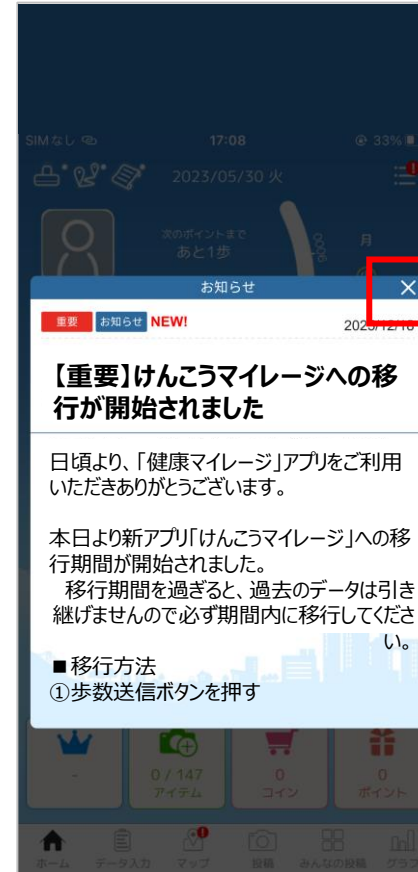 SIMなし 17:08 33%
2023/05/30 火
次のポイントまで
あと1歩
月
お知らせ
重要 お知らせ NEW!
【重要】けんこうマイレージへの移
行が開始されました
日頃より、「健康マイレージ」アプリをご利用
いただきありがとうございます。
本日より新アプリ「けんこうマイレージ」への移
行期間が開始されました。
移行期間を過ぎると、過去のデータは引き
継げませんので必ず期間内に移行してくださ
い。
■移行方法
①歩数送信ボタンを押す
- 0 / 147 0 0
アイテム コイン ポイント
ホーム データ入力 マップ 投稿 みんなの投稿 グラフ